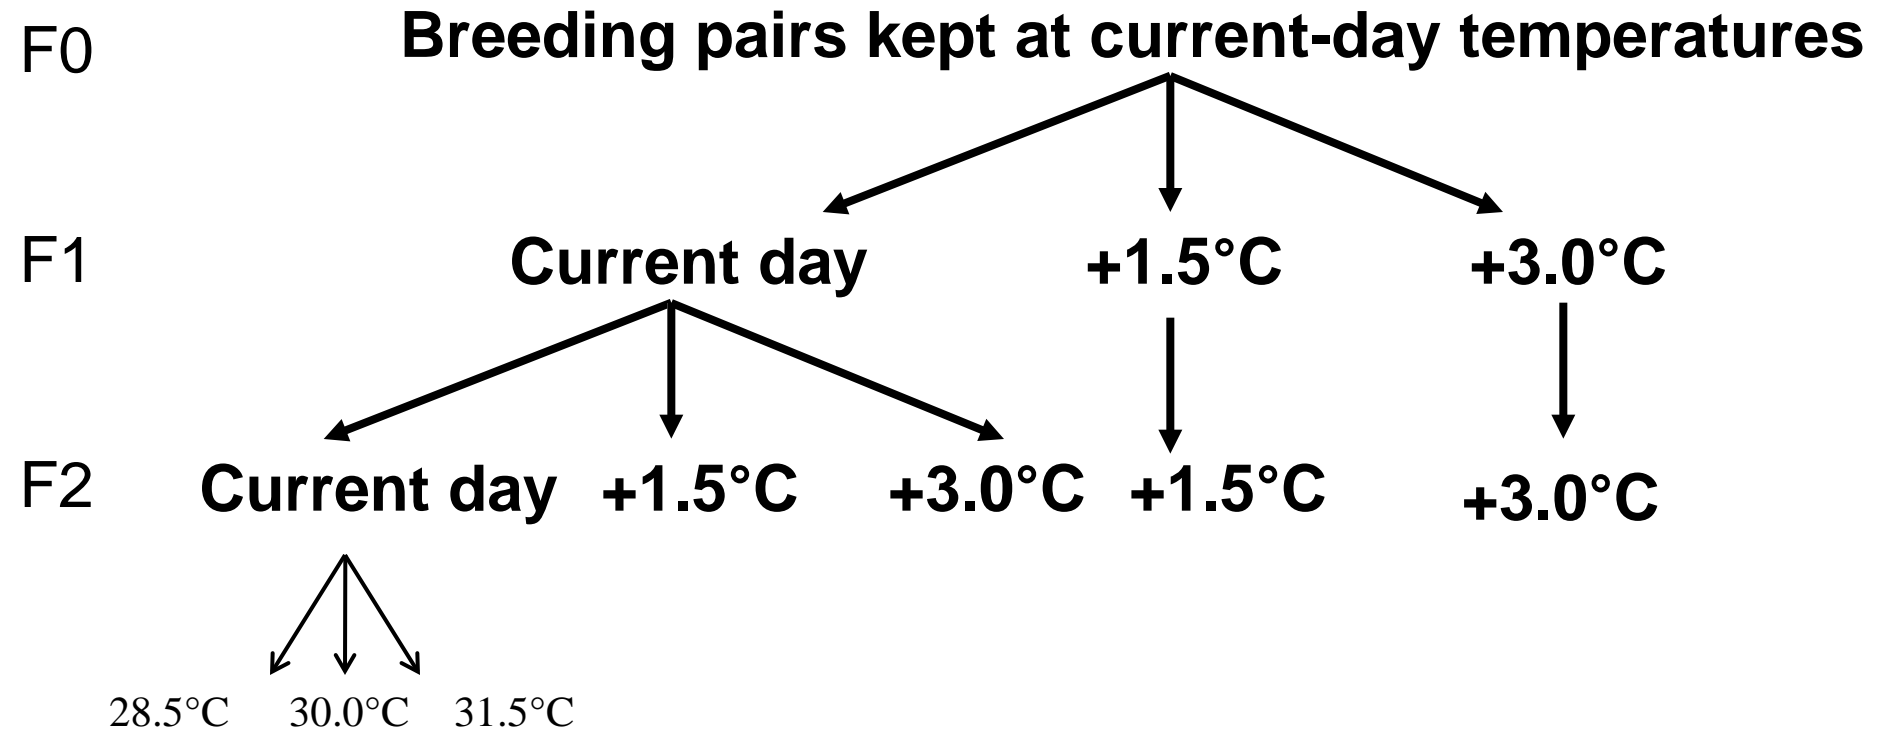 F0 Breeding pairs kept at current-day temperatures
F1 Current day +1.5°C +3.0°C
F2 Current day +1.5°C +3.0°C +1.5°C +3.0°C
28.5°C 30.0°C 31.5°C